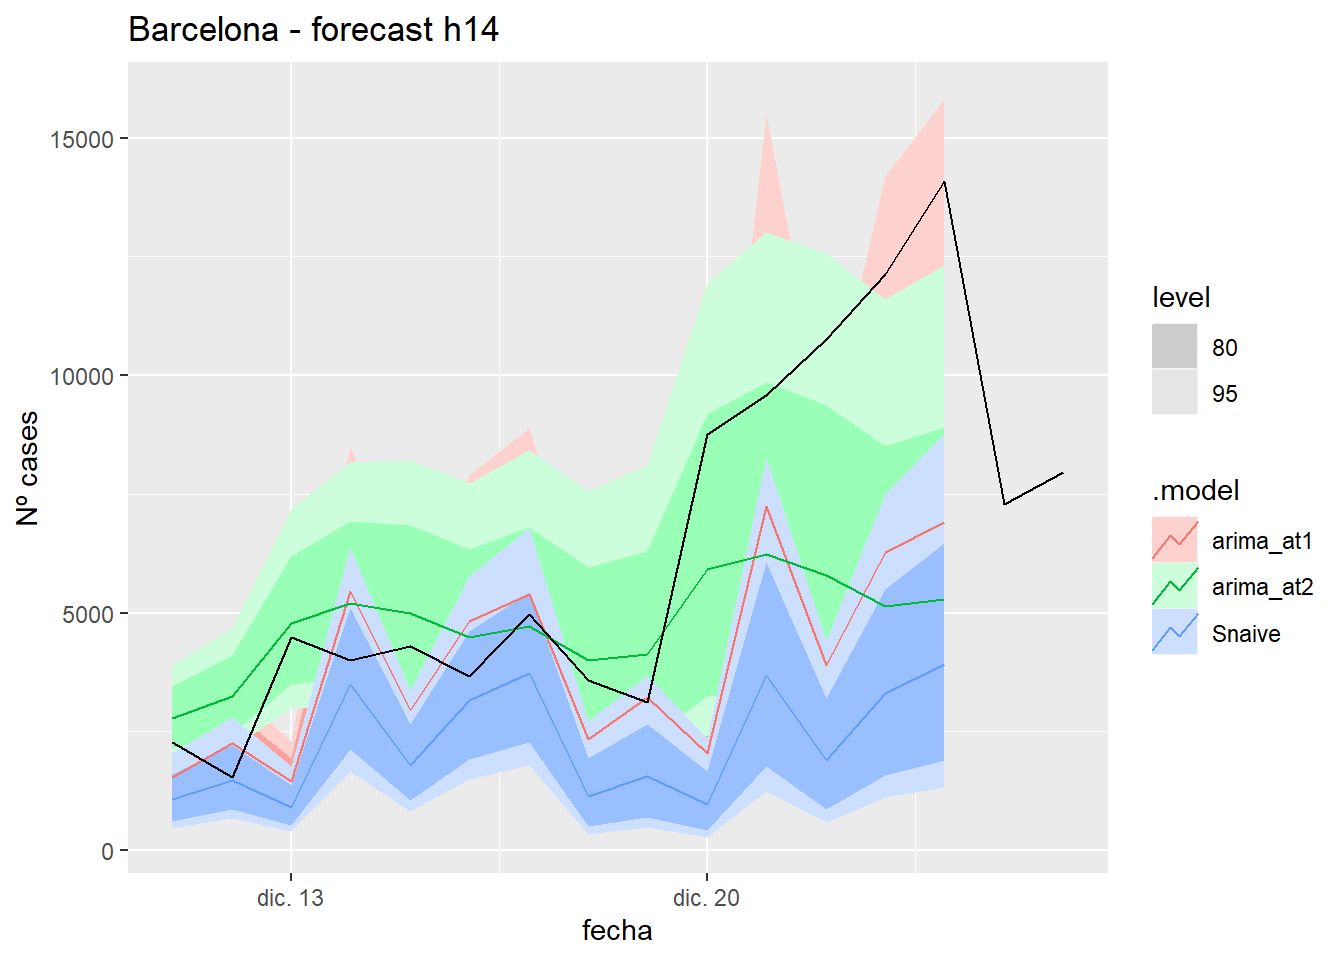 Barcelona - forecast h14
15000
10000
5000
0
Nº cases
dic. 13
dic. 20
fecha
level
80
95
.model
arima_at1
arima_at2
Snaive